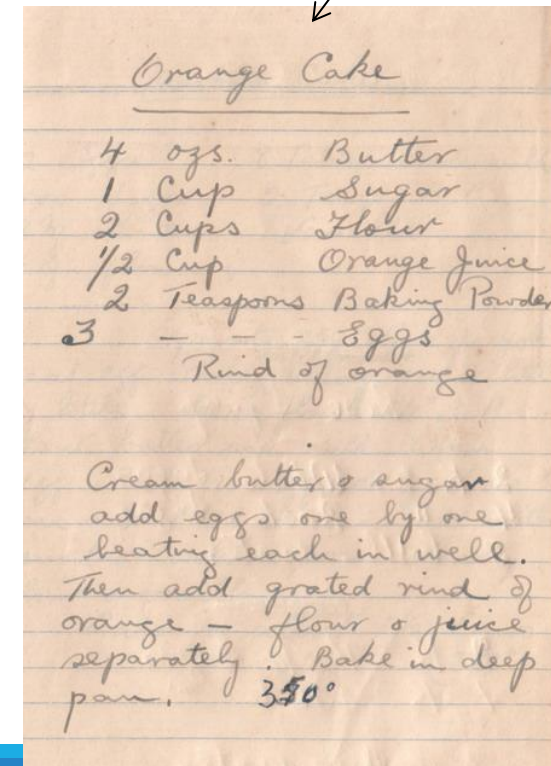 Orange Cake
4 ozs. Butter
1 Cup Sugar
2 Cups Flour
1/2 Cup Orange Juice
2 Teaspoons Baking Powder
3 - - - Eggs
Rind of orange
Cream butter & sugar
add eggs one by one
beating each in well.
Then add grated rind of
orange – flour & juice
separately. Bake in deep
pan. 350°